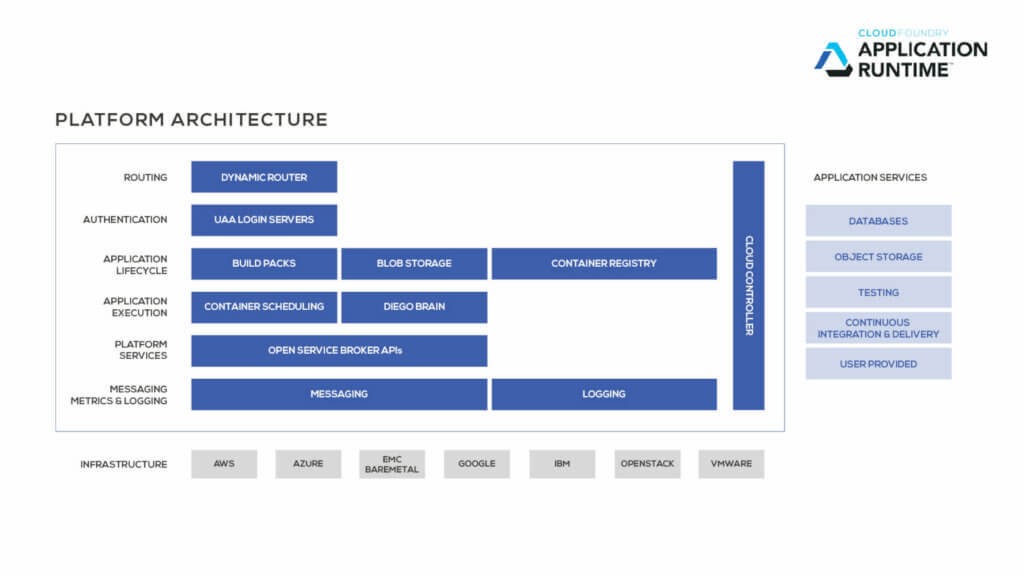 CLOUDFOUNDRY
APPLICATION
RUNTIME™
PLATFORM ARCHITECTURE
ROUTING
DYNAMIC ROUTER
AUTHENTICATION
UAA LOGIN SERVERS
APPLICATION
LIFECYCLE
BUILD PACKS
BLOB STORAGE
CONTAINER REGISTRY
APPLICATION
EXECUTION
CONTAINER SCHEDULING
DIEGO BRAIN
PLATFORM
SERVICES
OPEN SERVICE BROKER APIs
MESSAGING
METRICS & LOGGING
MESSAGING
LOGGING
CLOUD CONTROLLER
APPLICATION SERVICES
DATABASES
OBJECT STORAGE
TESTING
CONTINUOUS
INTEGRATION & DELIVERY
USER PROVIDED
INFRASTRUCTURE
AWS
AZURE
EMC
BAREMETAL
GOOGLE
IBM
OPENSTACK
VMWARE